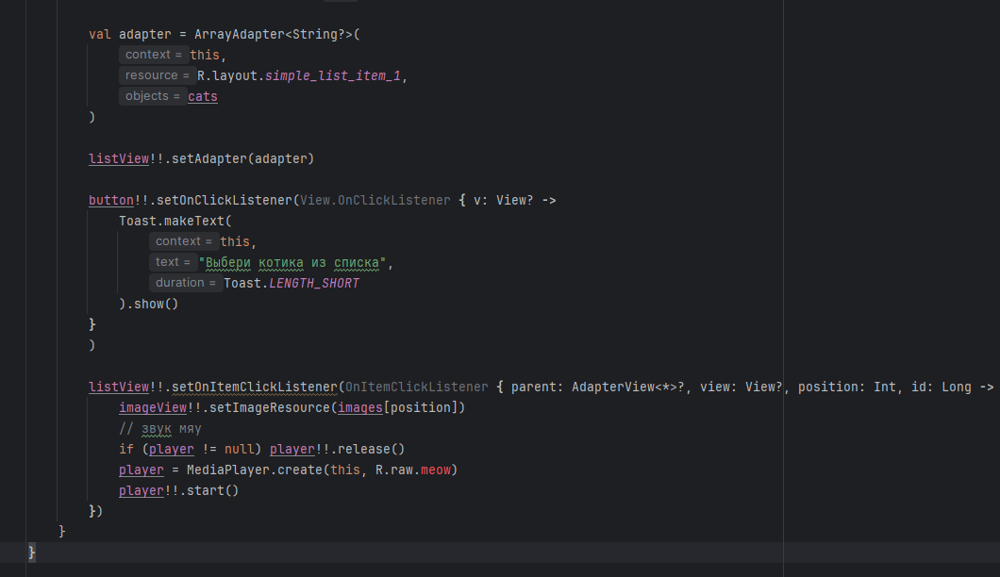 val adapter = ArrayAdapter<String?>(
context = this,
resource = R.layout.simple_list_item_1,
objects = cats
)
listView!!.setAdapter(adapter)
button!!.setOnClickListener(View.OnClickListener { v: View? ->
Toast.makeText(
context = this,
text = "Выбери котика из списка",
duration = Toast.LENGTH_SHORT
).show()
}
)
listView!!.setOnItemClickListener(OnItemClickListener { parent: AdapterView<*>?, view: View?, position: Int, id: Long ->
imageView!!.setImageResource(images[position])
// звук мяу
if (player != null) player!!.release()
player = MediaPlayer.create(this, R.raw.meow)
player!!.start()
})
}
}